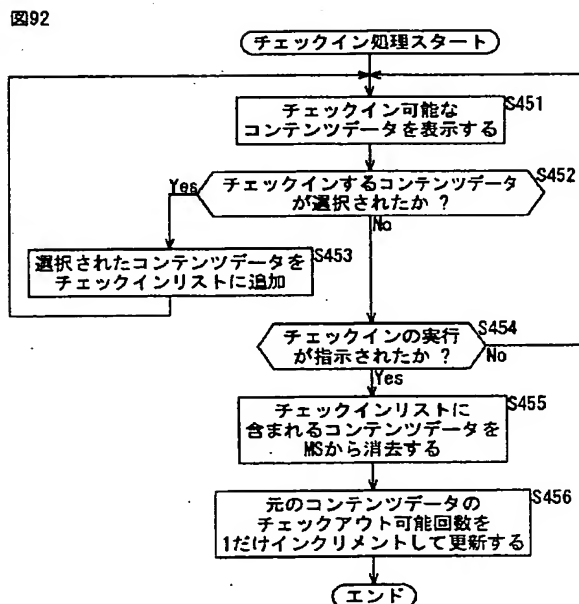 図92
チェックイン処理スタート
S451
チェックイン可能な
コンテンツデータを表示する
S452
チェックインするコンテンツデータ
が選択されたか ?
Yes
No
S453
選択されたコンテンツデータを
チェックインリストに追加
S454
チェックインの実行
が指示されたか ?
No
Yes
S455
チェックインリストに
含まれるコンテンツデータを
MSから消去する
S456
元のコンテンツデータの
チェックアウト可能回数を
1だけインクリメントして更新する
エンド